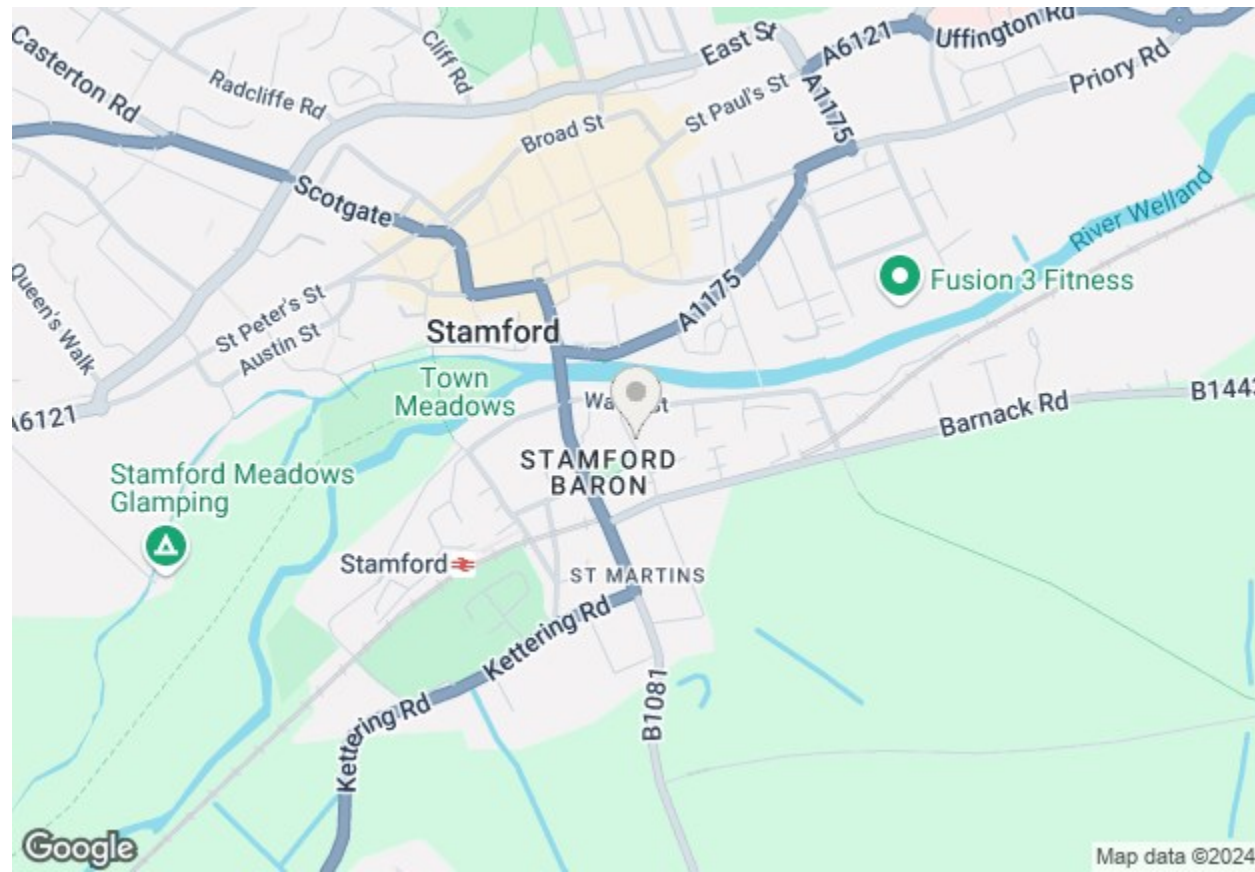 Casterton Rd
Radcliffe Rd
Cliff Rd
East St
A6121
Uffington Rd
Priory Rd
St Paul's St
A1175
Broad St
Scotgate
River Welland
Queen's Walk
St Peter's St
Austin St
Stamford
A1175
Fusion 3 Fitness
Town
Meadows
A6121
Barnack Rd
B1443
STAMFORD
BARON
Stamford Meadows
Glamping
Stamford
ST MARTINS
Kettering Rd
Kettering Rd
B1081
Google
Map data ©2024